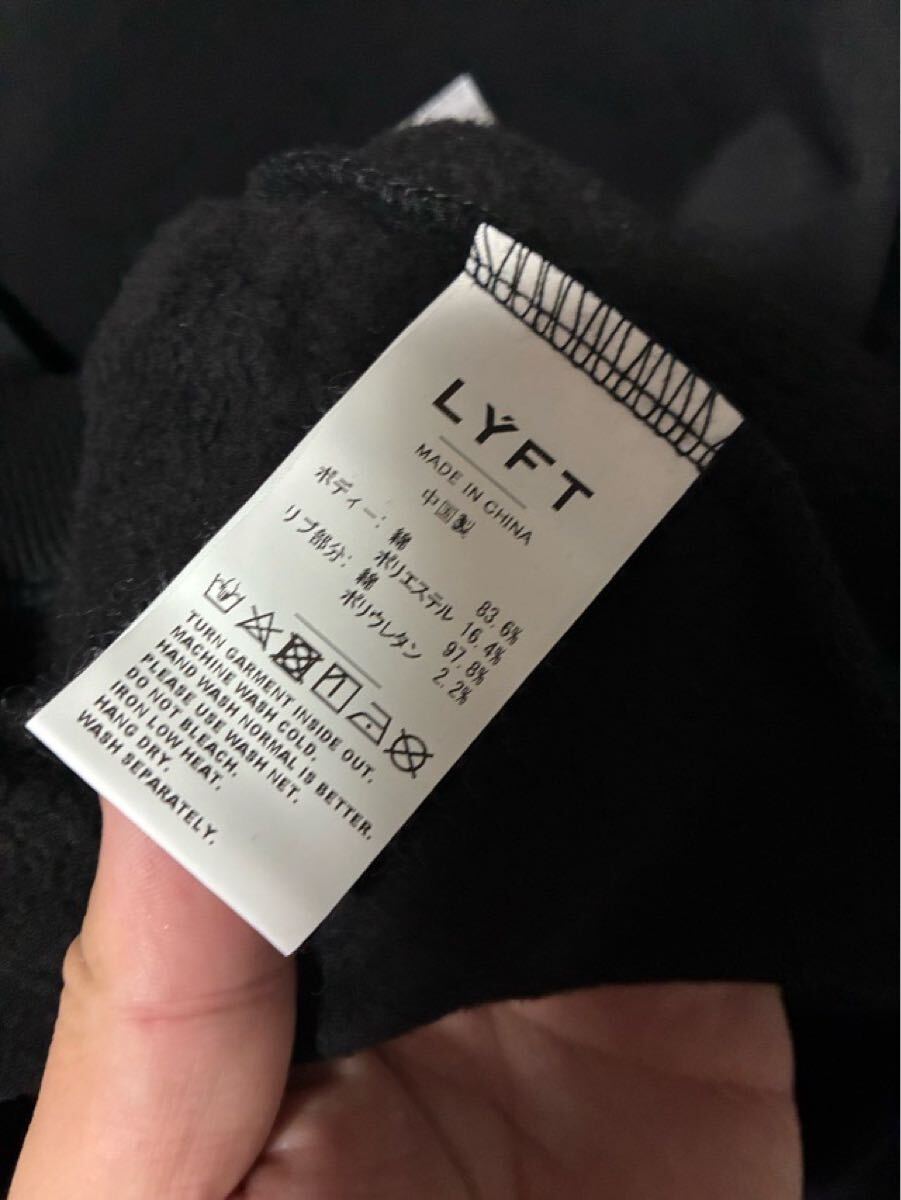 LYFT
MADE IN CHINA
中国製
ボディー: 綿 83.6%
ポリエステル 16.4%
リブ部分: 綿 97.8%
ポリウレタン 2.2%
TURN GARMENT INSIDE OUT.
MACHINE WASH COLD.
HAND WASH NORMAL IS BETTER.
PLEASE USE WASH NET.
DO NOT BLEACH.
IRON LOW HEAT.
HANG DRY.
WASH SEPARATELY.